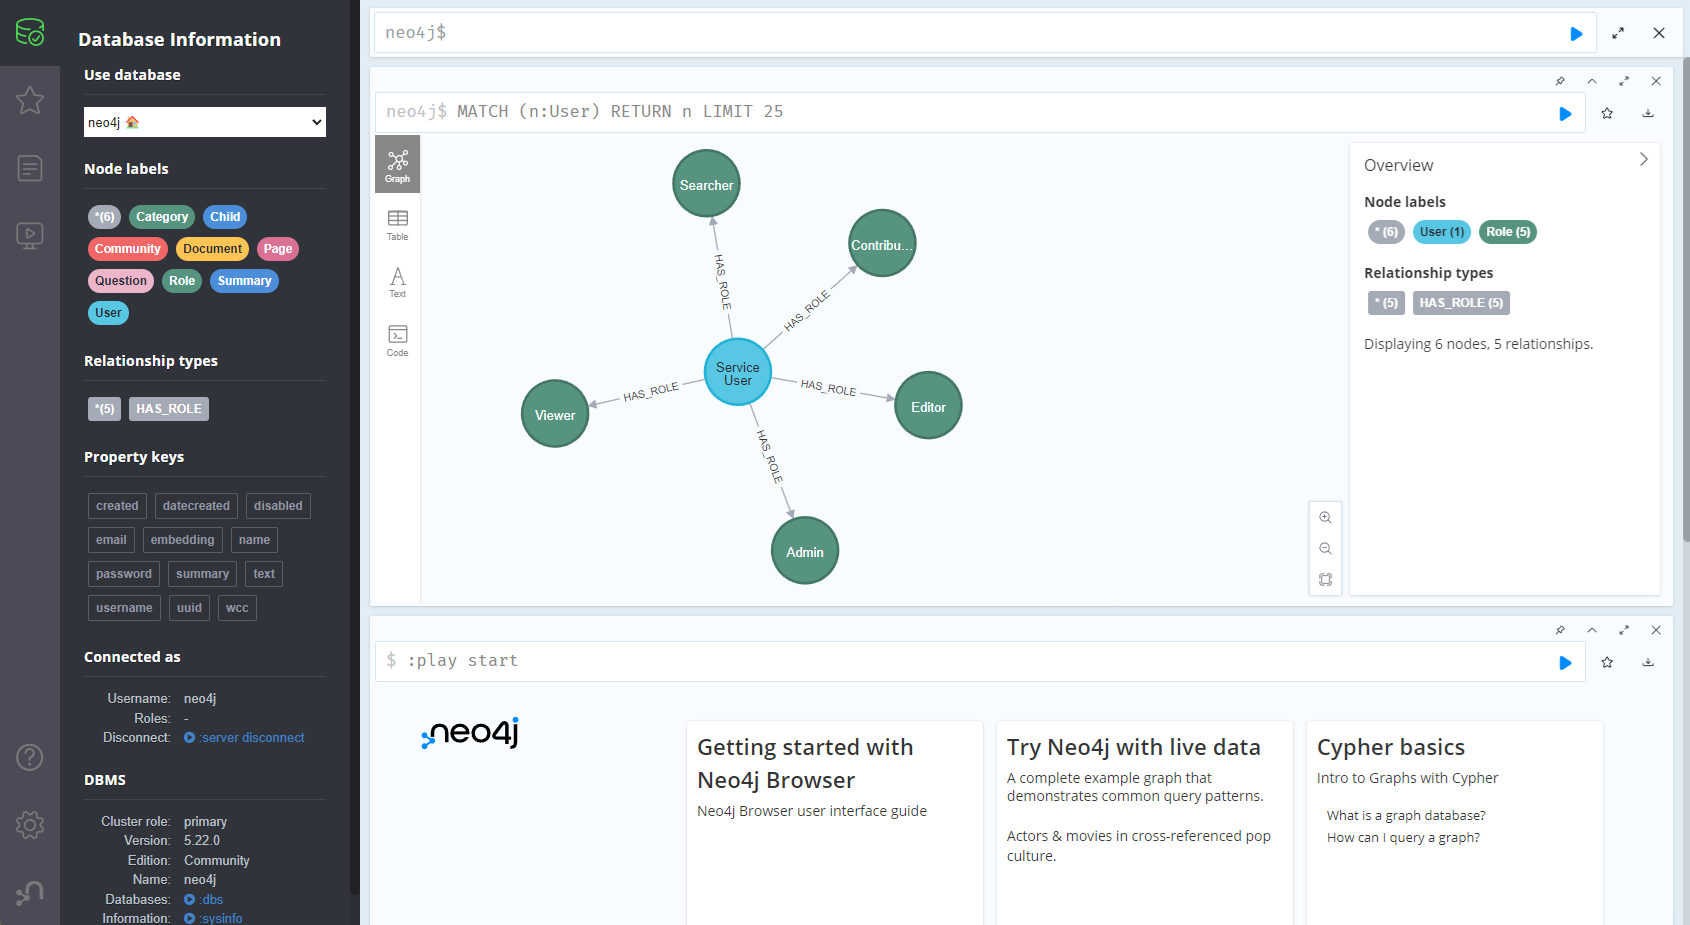 Database Information
Use database
neo4j
Node labels
*(6) Category Child
Community Document Page
Question Role Summary
User
Relationship types
*(5) HAS_ROLE
Property keys
created datecreated disabled
email embedding name
password summary text
username uuid wcc
Connected as
Username: neo4j
Roles: -
Disconnect: :server disconnect
DBMS
Cluster role: primary
Version: 5.22.0
Edition: Community
Name: neo4j
Databases: :dbs
Information: :sysinfo
neo4j$
neo4j$ MATCH (n:User) RETURN n LIMIT 25
Graph
Table
Text
Code
Searcher
Contribu...
HAS_ROLE
HAS_ROLE
Service
User
HAS_ROLE
HAS_ROLE
Viewer
Editor
HAS_ROLE
Admin
Overview
Node labels
* (6) User (1) Role (5)
Relationship types
* (5) HAS_ROLE (5)
Displaying 6 nodes, 5 relationships.
$ :play start
neo4j
Getting started with
Neo4j Browser
Neo4j Browser user interface guide
Try Neo4j with live data
A complete example graph that
demonstrates common query patterns.
Actors & movies in cross-referenced pop
culture.
Cypher basics
Intro to Graphs with Cypher
What is a graph database?
How can I query a graph?